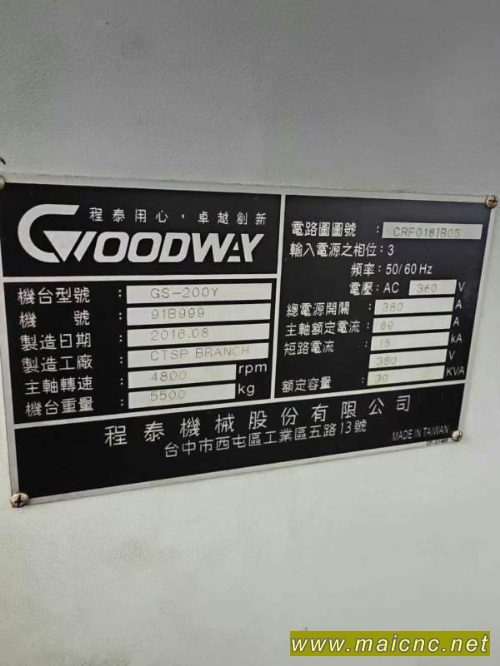 程泰用心，卓越創新
GOODWAY
機台型號：GS-200Y
機 號：91B999
製造日期：2016.08
製造工廠：CTSP BRANCH
主軸轉速：4800 rpm
機台重量：5500 kg
電路圖圖號：CRF0181B05
輸入電源之相位：3
頻率：50/60 Hz
電壓：AC 380 V
總電源開關：380 A
主軸額定電流：69 A
短路電流：15 kA
380 V
額定容量：30 KVA
程泰機械股份有限公司
台中市西屯區工業區五路13號
MADE IN TAIWAN
www.maicnc.net